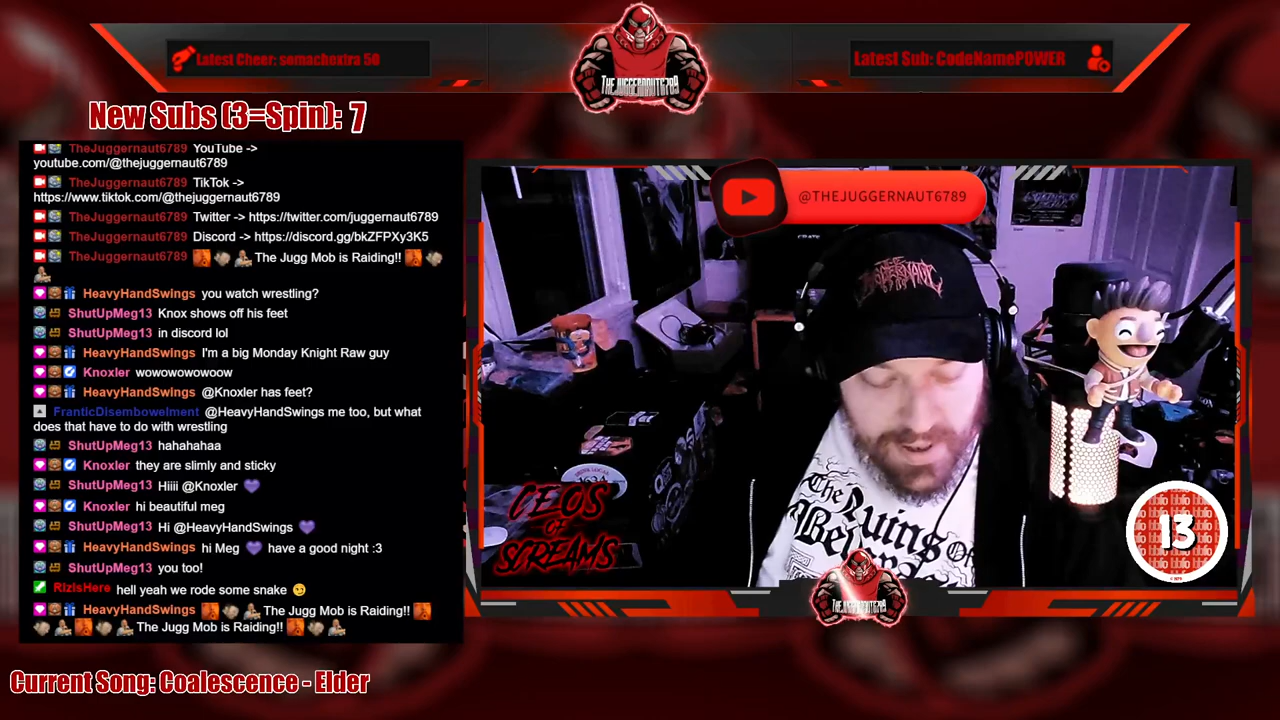 Latest Cheer: somachextra 50
THEJUGGERNAUT6789
Latest Sub: CodeNamePOWER
New Subs (3=Spin): 7
TheJuggernaut6789 YouTube ->
youtube.com/@thejuggernaut6789
TheJuggernaut6789 TikTok ->
https://www.tiktok.com/@thejuggernaut6789
TheJuggernaut6789 Twitter -> https://twitter.com/juggernaut6789
TheJuggernaut6789 Discord -> https://discord.gg/bkZFPXy3K5
TheJuggernaut6789 The Jugg Mob is Raiding!!
HeavyHandSwings you watch wrestling?
ShutUpMeg13 Knox shows off his feet
ShutUpMeg13 in discord lol
HeavyHandSwings I'm a big Monday Knight Raw guy
Knoxler wowowowowoow
HeavyHandSwings @Knoxler has feet?
FranticDisembowelment @HeavyHandSwings me too, but what
does that have to do with wrestling
ShutUpMeg13 hahahahaa
Knoxler they are slimly and sticky
ShutUpMeg13 Hiiii @Knoxler 💜
Knoxler hi beautiful meg
ShutUpMeg13 Hi @HeavyHandSwings 💜
HeavyHandSwings hi Meg 💜 have a good night :3
ShutUpMeg13 you too!
RizIsHere hell yeah we rode some snake 😏
HeavyHandSwings The Jugg Mob is Raiding!!
The Jugg Mob is Raiding!!
@THEJUGGERNAUT6789
CEOS
OF
SCREAMS
The Ruins
OF
13
THEJUGGERNAUT6789
Current Song: Coalescence - Elder